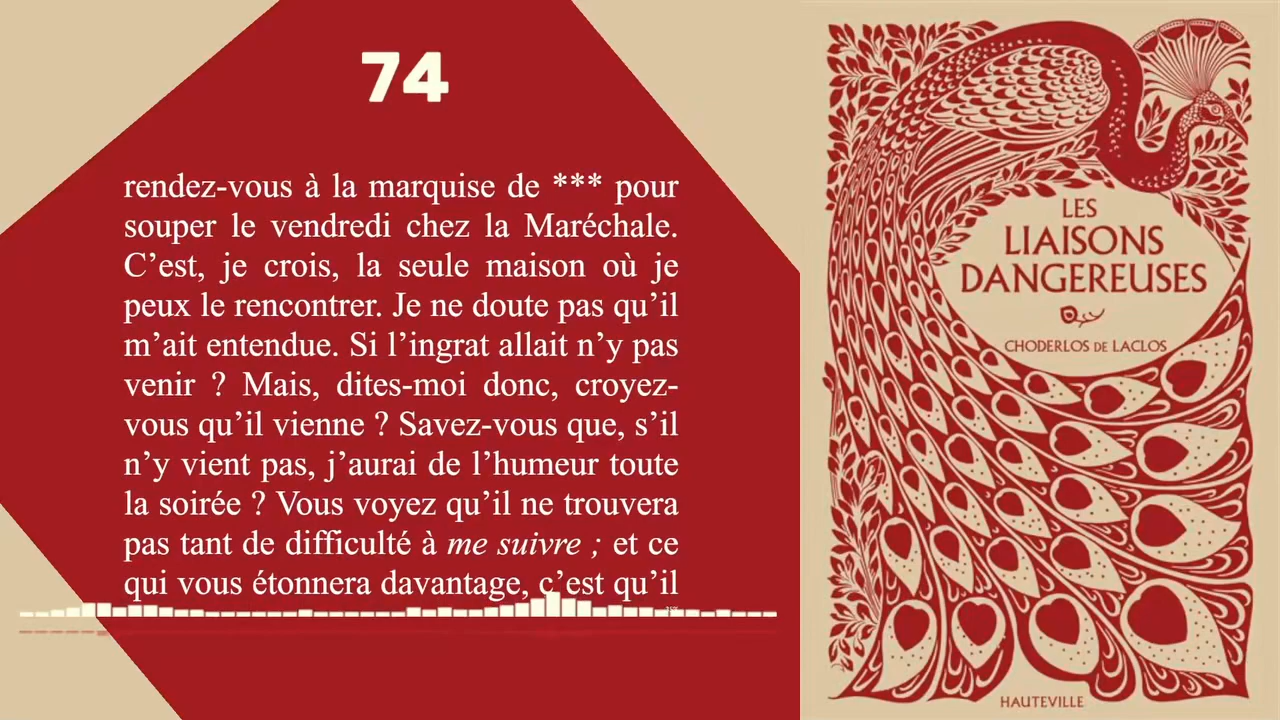 74
rendez-vous à la marquise de *** pour
souper le vendredi chez la Maréchale.
C’est, je crois, la seule maison où je
peux le rencontrer. Je ne doute pas qu’il
m’ait entendue. Si l’ingrat allait n’y pas
venir ? Mais, dites-moi donc, croyez-
vous qu’il vienne ? Savez-vous que, s’il
n’y vient pas, j’aurai de l’humeur toute
la soirée ? Vous voyez qu’il ne trouvera
pas tant de difficulté à me suivre ; et ce
qui vous étonnera davantage, c’est qu’il
LES
LIAISONS
DANGEREUSES
CHODERLOS DE LACLOS
HAUTEVILLE